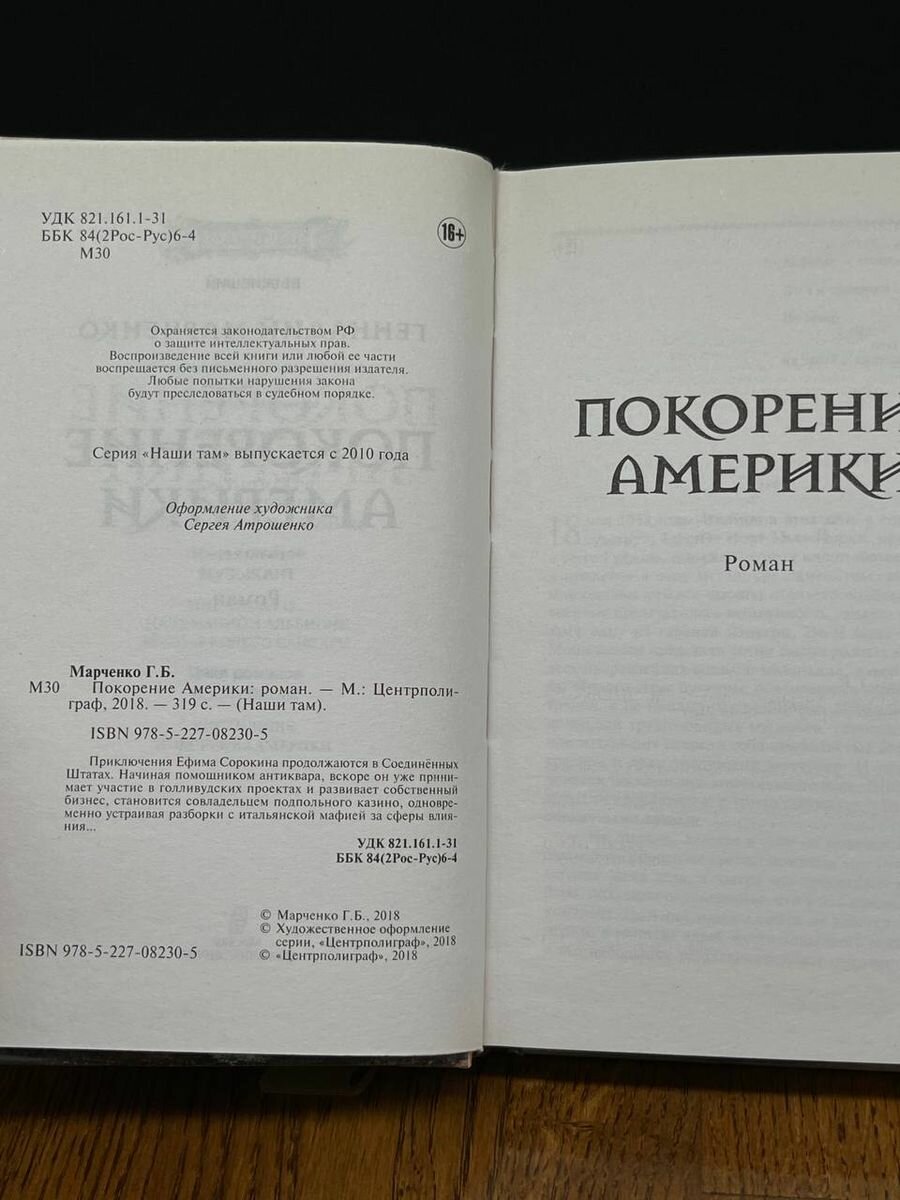 УДК 821.161.1-31
ББК 84(2Рос-Рус)6-4
М30
16+
Охраняется законодательством РФ
о защите интеллектуальных прав.
Воспроизведение всей книги или любой ее части
воспрещается без письменного разрешения издателя.
Любые попытки нарушения закона
будут преследоваться в судебном порядке.
Серия «Наши там» выпускается с 2010 года
Оформление художника
Сергея Атрошенко
Марченко Г.Б.
М30 Покорение Америки: роман. — М.: Центрполи-
граф, 2018. — 319 с. — (Наши там).
ISBN 978-5-227-08230-5
Приключения Ефима Сорокина продолжаются в Соединённых
Штатах. Начиная помощником антиквара, вскоре он уже прини-
мает участие в голливудских проектах и развивает собственный
бизнес, становится совладельцем подпольного казино, одновре-
менно устраивая разборки с итальянской мафией за сферы влия-
ния...
УДК 821.161.1-31
ББК 84(2Рос-Рус)6-4
© Марченко Г.Б., 2018
© Художественное оформление
серии, «Центрполиграф», 2018
© «Центрполиграф», 2018
ISBN 978-5-227-08230-5
ПОКОРЕНИ
АМЕРИКИ
Роман